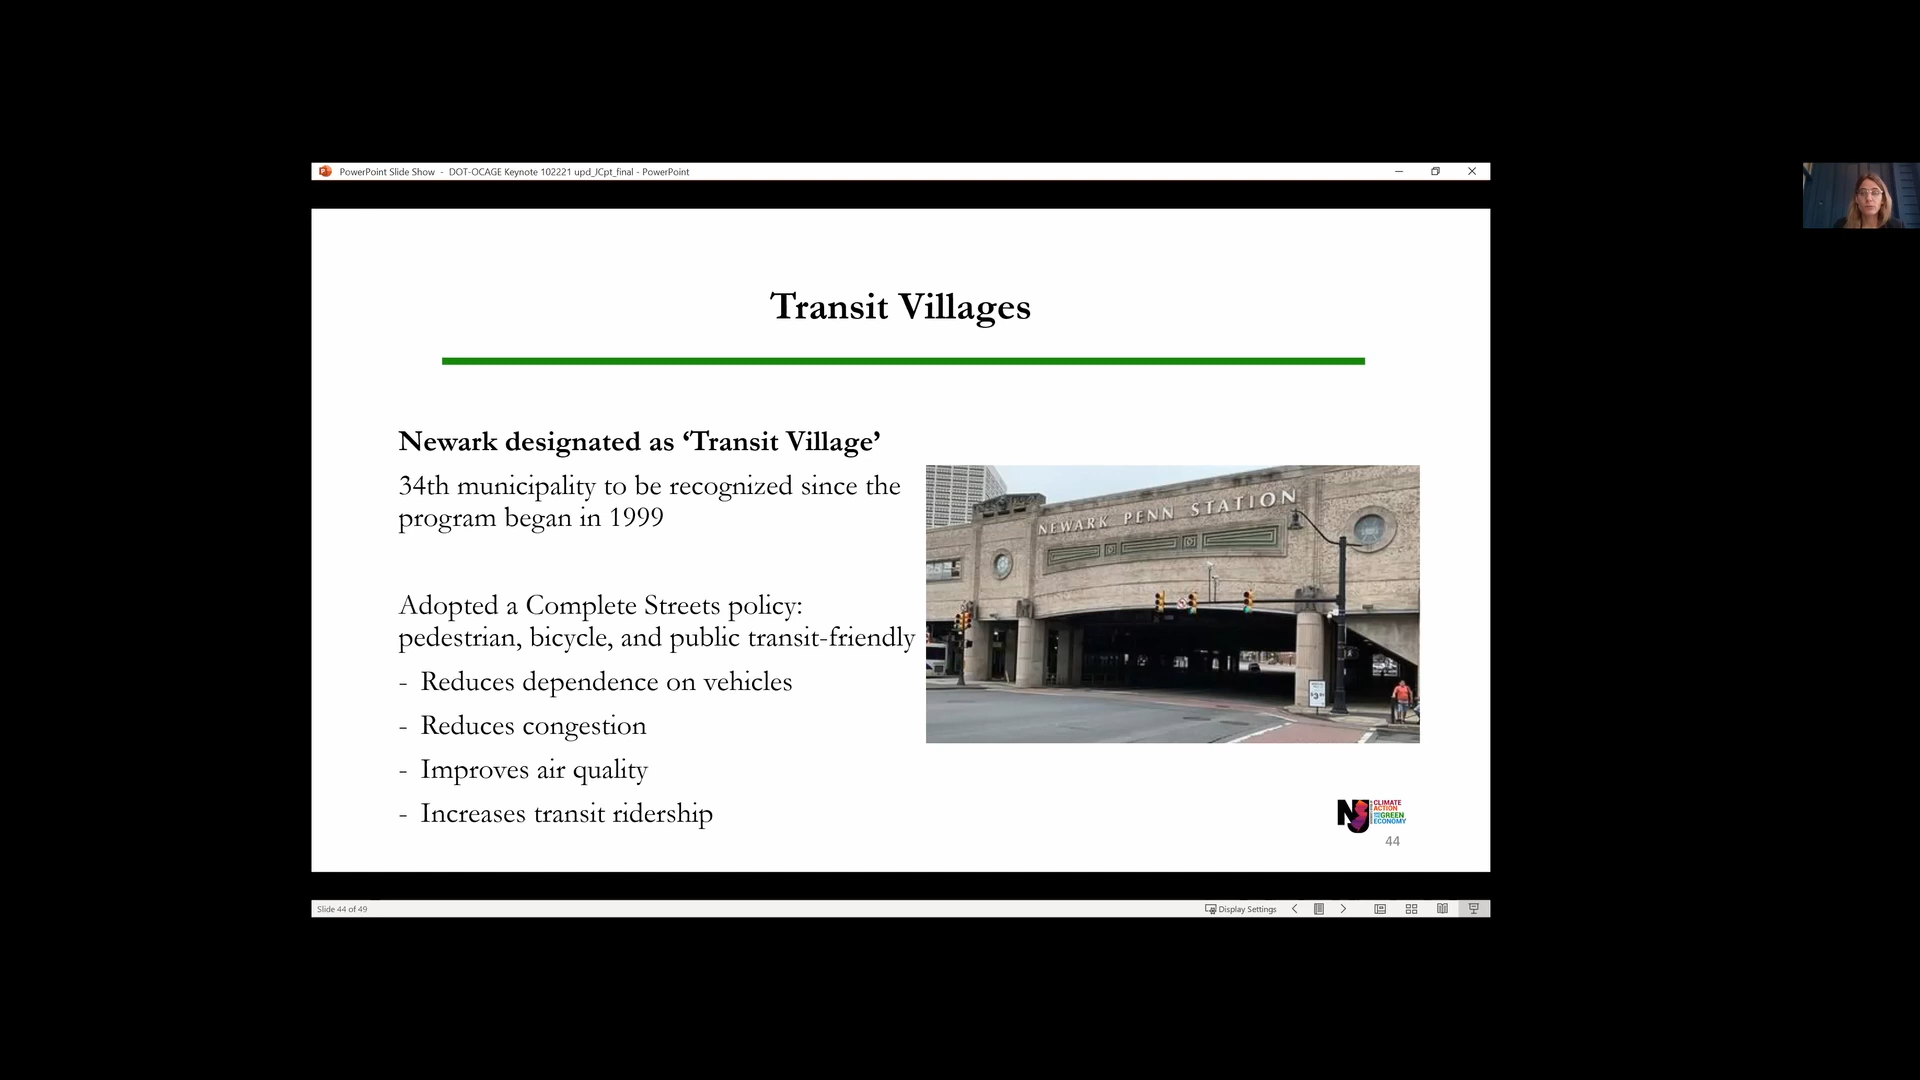 PowerPoint Slide Show - DOT-OCAGE Keynote 102221 upd_JCpt_final - PowerPoint
Transit Villages
Newark designated as ‘Transit Village’
34th municipality to be recognized since the
program began in 1999
Adopted a Complete Streets policy:
pedestrian, bicycle, and public transit-friendly
- Reduces dependence on vehicles
- Reduces congestion
- Improves air quality
- Increases transit ridership
NEWARK PENN STATION
NJ
CLIMATE
ACTION
GREEN
ECONOMY
44
Slide 44 of 49
Display Settings